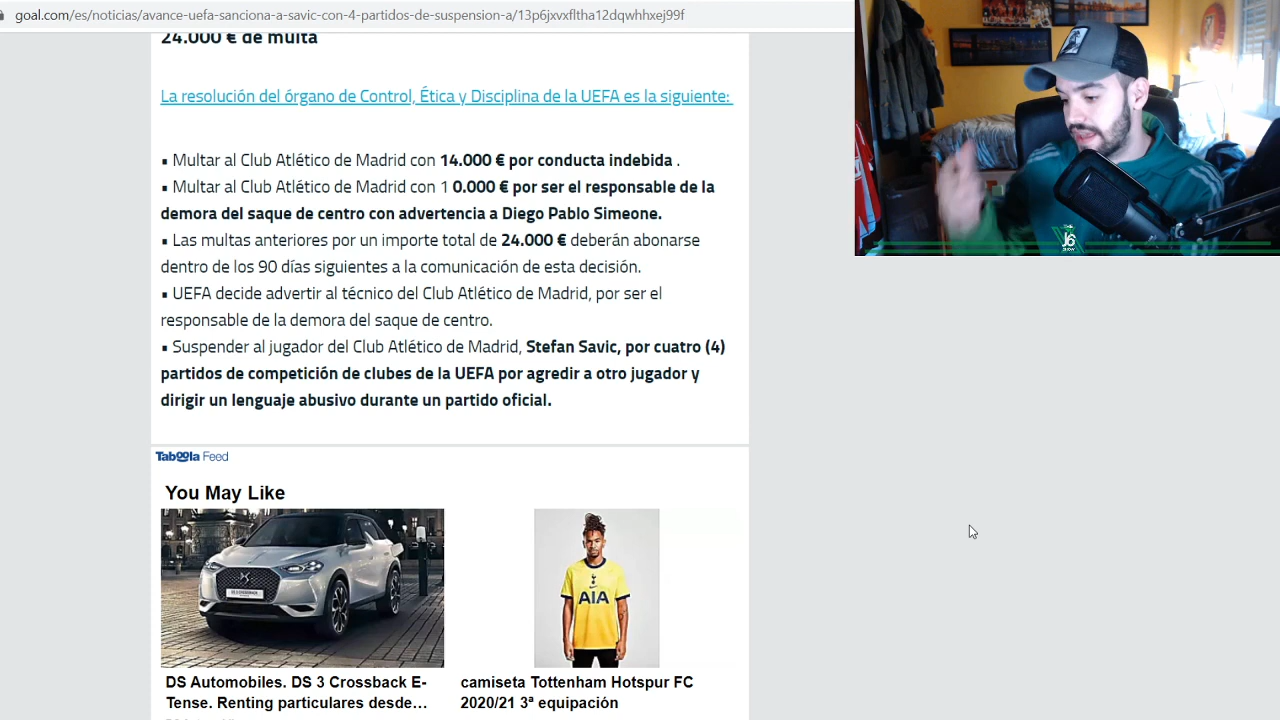 goal.com/es/noticias/avance-uefa-sanciona-a-savic-con-4-partidos-de-suspension-a/13p6jxvxfltha12dqwhhxej99f
24.000 € de multa
La resolución del órgano de Control, Ética y Disciplina de la UEFA es la siguiente:
▪ Multar al Club Atlético de Madrid con 14.000 € por conducta indebida .
▪ Multar al Club Atlético de Madrid con 1 0.000 € por ser el responsable de la
demora del saque de centro con advertencia a Diego Pablo Simeone.
▪ Las multas anteriores por un importe total de 24.000 € deberán abonarse
dentro de los 90 días siguientes a la comunicación de esta decisión.
▪ UEFA decide advertir al técnico del Club Atlético de Madrid, por ser el
responsable de la demora del saque de centro.
▪ Suspender al jugador del Club Atlético de Madrid, Stefan Savic, por cuatro (4)
partidos de competición de clubes de la UEFA por agredir a otro jugador y
dirigir un lenguaje abusivo durante un partido oficial.
Taboola Feed
You May Like
AIA
DS Automobiles. DS 3 Crossback E-
Tense. Renting particulares desde...
camiseta Tottenham Hotspur FC
2020/21 3ª equipación
J6